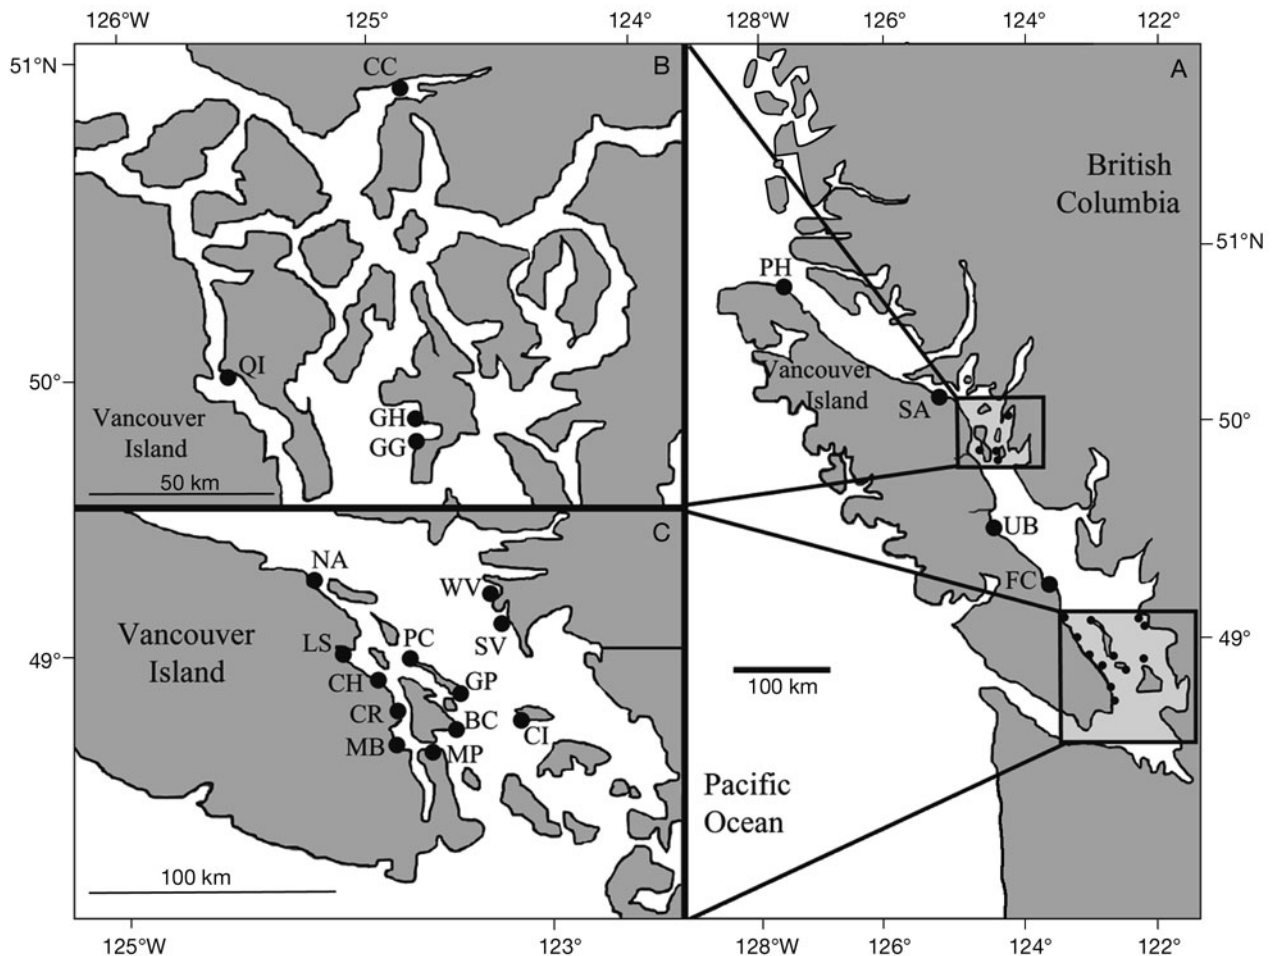 126°W 125° 124° 128°W 126° 124° 122°
51°N
CC
B
A
British
Columbia
51°N
PH
50°
QI
GH
GG
Vancouver
Island
50 km
Vancouver
Island
SA
50°
UB
FC
C
NA
WV
SV
Vancouver
Island
LS
PC
49°
CH
GP
CR
BC
CI
MB
MP
100 km
49°
100 km
Pacific
Ocean
125°W 123° 128°W 126° 124° 122°